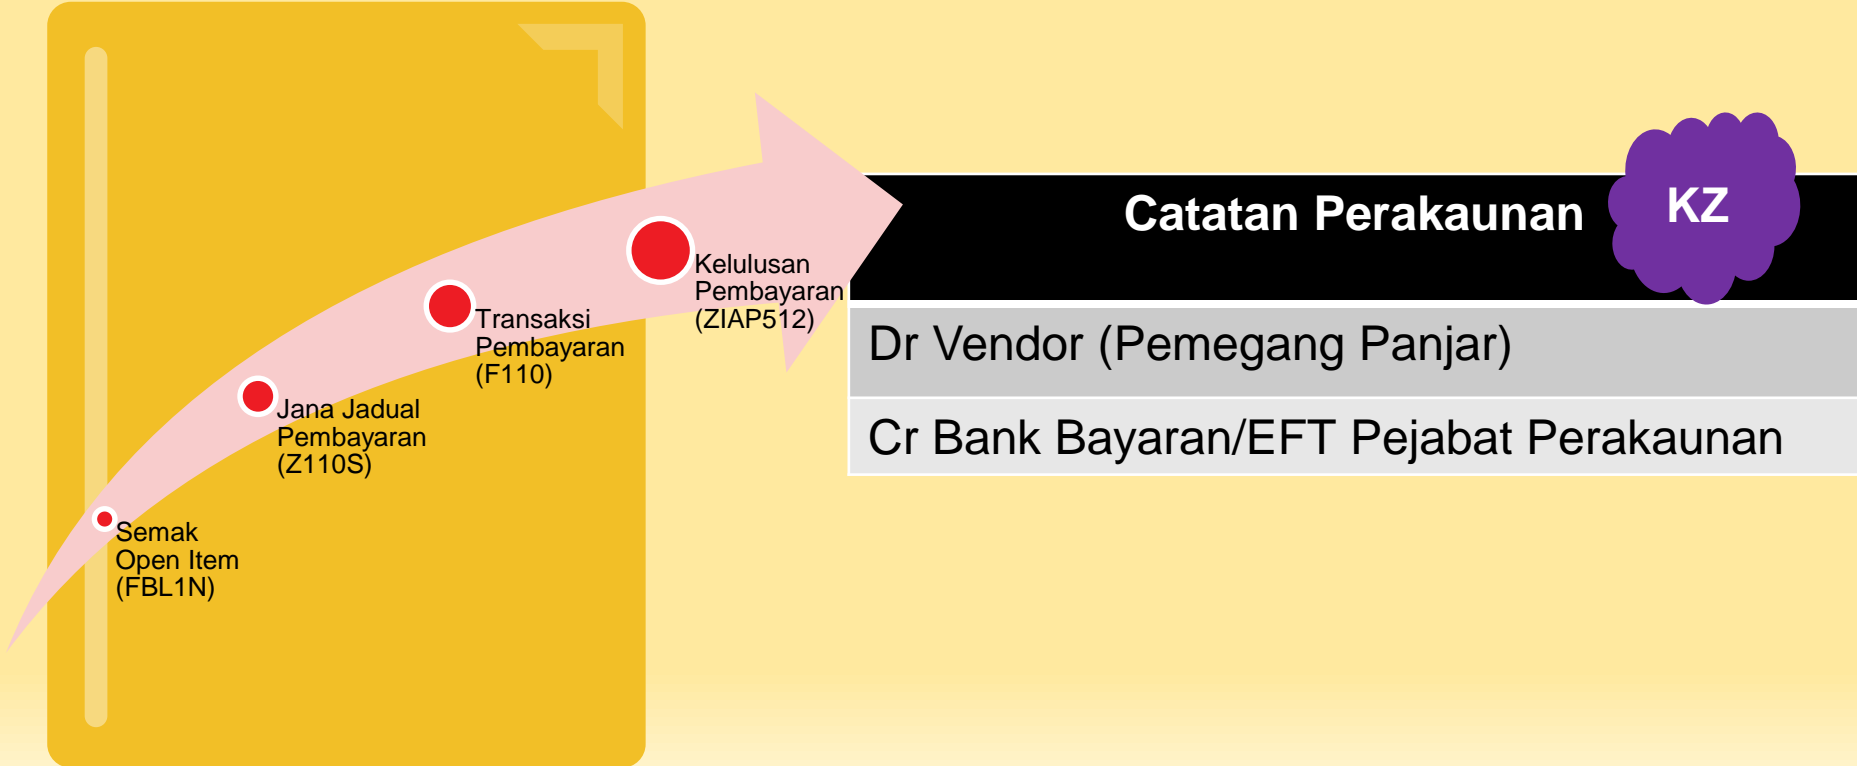 Semak
Open Item
(FBL1N)
Jana Jadual
Pembayaran
(Z110S)
Transaksi
Pembayaran
(F110)
Kelulusan
Pembayaran
(ZIAP512)
Catatan Perakaunan
KZ
Dr Vendor (Pemegang Panjar)
Cr Bank Bayaran/EFT Pejabat Perakaunan